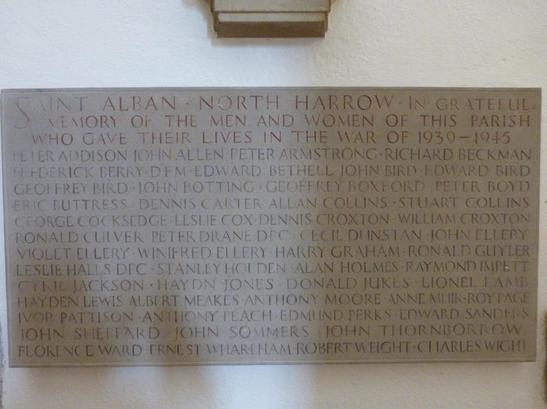 SAINT ALBAN · NORTH HARROW · IN GRATEFUL
MEMORY OF THE MEN AND WOMEN OF THIS PARISH
WHO GAVE THEIR LIVES IN THE WAR OF 1939–1945
PETER ADDISON JOHN ALLEN PETER ARMSTRONG · RICHARD BECKMAN
FREDERICK BERRY · DFM · EDWARD BETHELL JOHN BIRD · EDWARD BIRD
GEOFFREY BIRD · JOHN BOTTING · GEOFFREY BOXFORD PETER BOYD
ERIC BUTTRESS · DENNIS CARTER ALLAN COLLINS · STUART COLLINS
GEORGE COCKSEDGE LESLIE COX · DENNIS CROXTON WILLIAM CROXTON
RONALD CULVER PETER DRANE DFC · CECIL DUNSTAN · JOHN ELLERY
VIOLET ELLERY · WINIFRED ELLERY · HARRY GRAHAM · RONALD GUYLER
LESLIE HALLS DFC · STANLEY HOLDEN · ALAN HOLMES · RAYMOND IMPETT
CYRIL JACKSON · HAYDN JONES · DONALD JUKES · LIONEL LAMB
HAYDEN LEWIS ALBERT MEAKES · ANTHONY MOORE · ANNE MUIR · ROY PAGE
IVOR PATTISON · ANTHONY PEACH · EDMUND PERKS · EDWARD SANDERS
JOHN SHEPPARD · JOHN SOMMERS · JOHN THORNBORROW
FLORENCE WARD ERNEST WHAREHAM ROBERT WEIGHT · CHARLES WIGHT